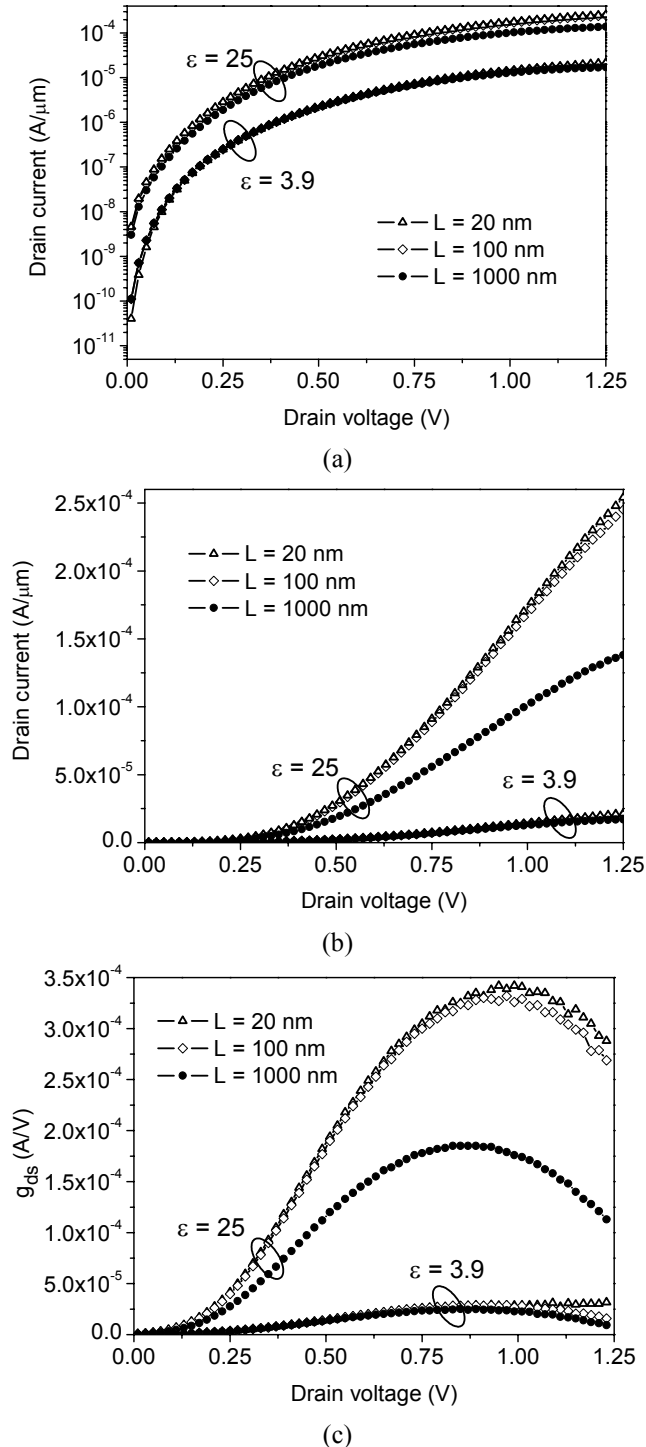 10⁻⁴
10⁻⁵
10⁻⁶
10⁻⁷
10⁻⁸
10⁻⁹
10⁻¹⁰
10⁻¹¹
Drain current (A/μm)
ε = 25
ε = 3.9
L = 20 nm
L = 100 nm
L = 1000 nm
0.00 0.25 0.50 0.75 1.00 1.25
Drain voltage (V)
(a)
2.5x10⁻⁴
2.0x10⁻⁴
1.5x10⁻⁴
1.0x10⁻⁴
5.0x10⁻⁵
0.0
Drain current (A/μm)
L = 20 nm
L = 100 nm
L = 1000 nm
ε = 25
ε = 3.9
0.00 0.25 0.50 0.75 1.00 1.25
Drain voltage (V)
(b)
3.5x10⁻⁴
3.0x10⁻⁴
2.5x10⁻⁴
2.0x10⁻⁴
1.5x10⁻⁴
1.0x10⁻⁴
5.0x10⁻⁵
0.0
g_ds (A/V)
L = 20 nm
L = 100 nm
L = 1000 nm
ε = 25
ε = 3.9
0.00 0.25 0.50 0.75 1.00 1.25
Drain voltage (V)
(c)